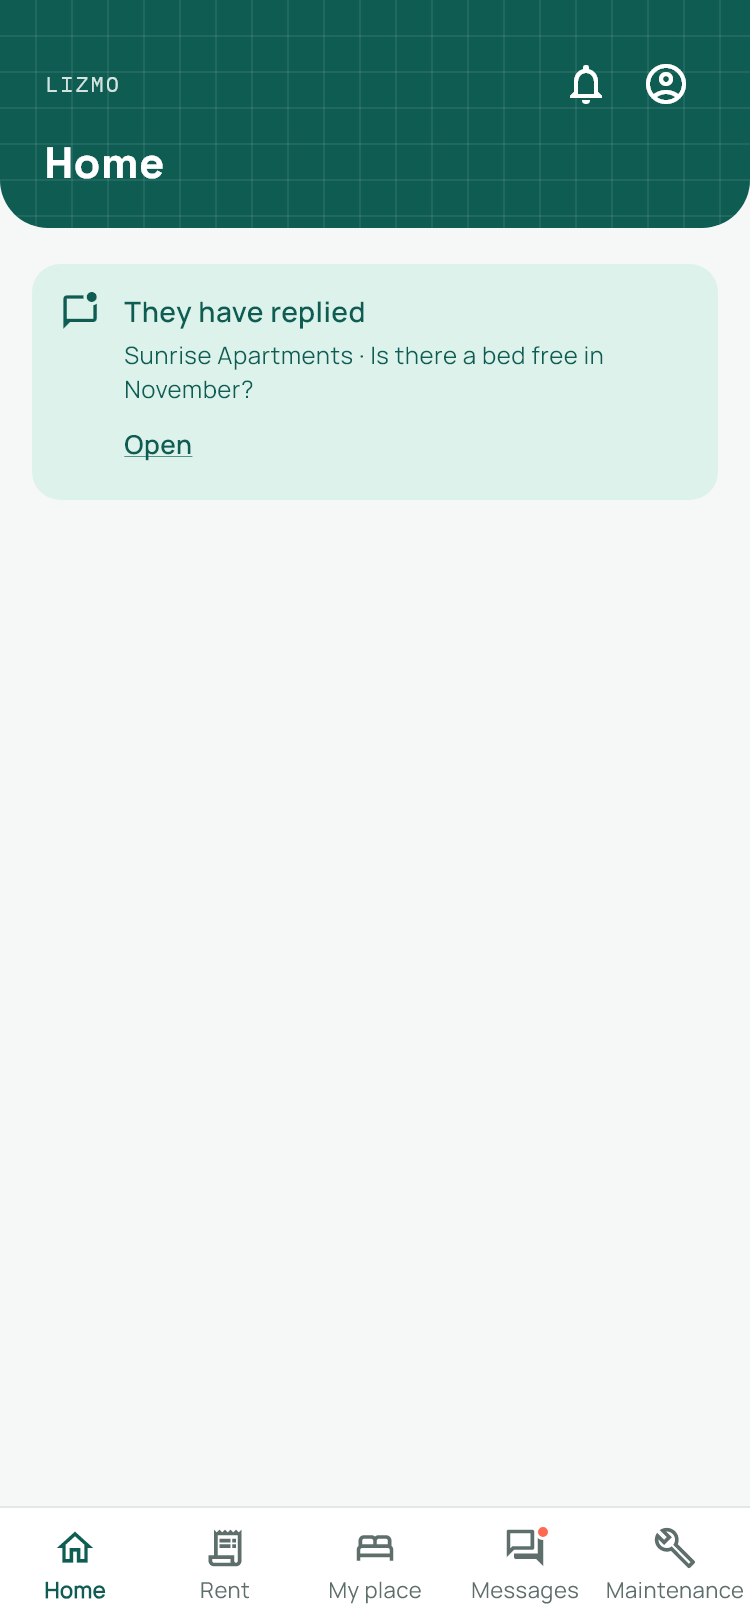 LIZMO
Home
They have replied
Sunrise Apartments · Is there a bed free in
November?
Open
Home
Rent
My place
Messages
Maintenance